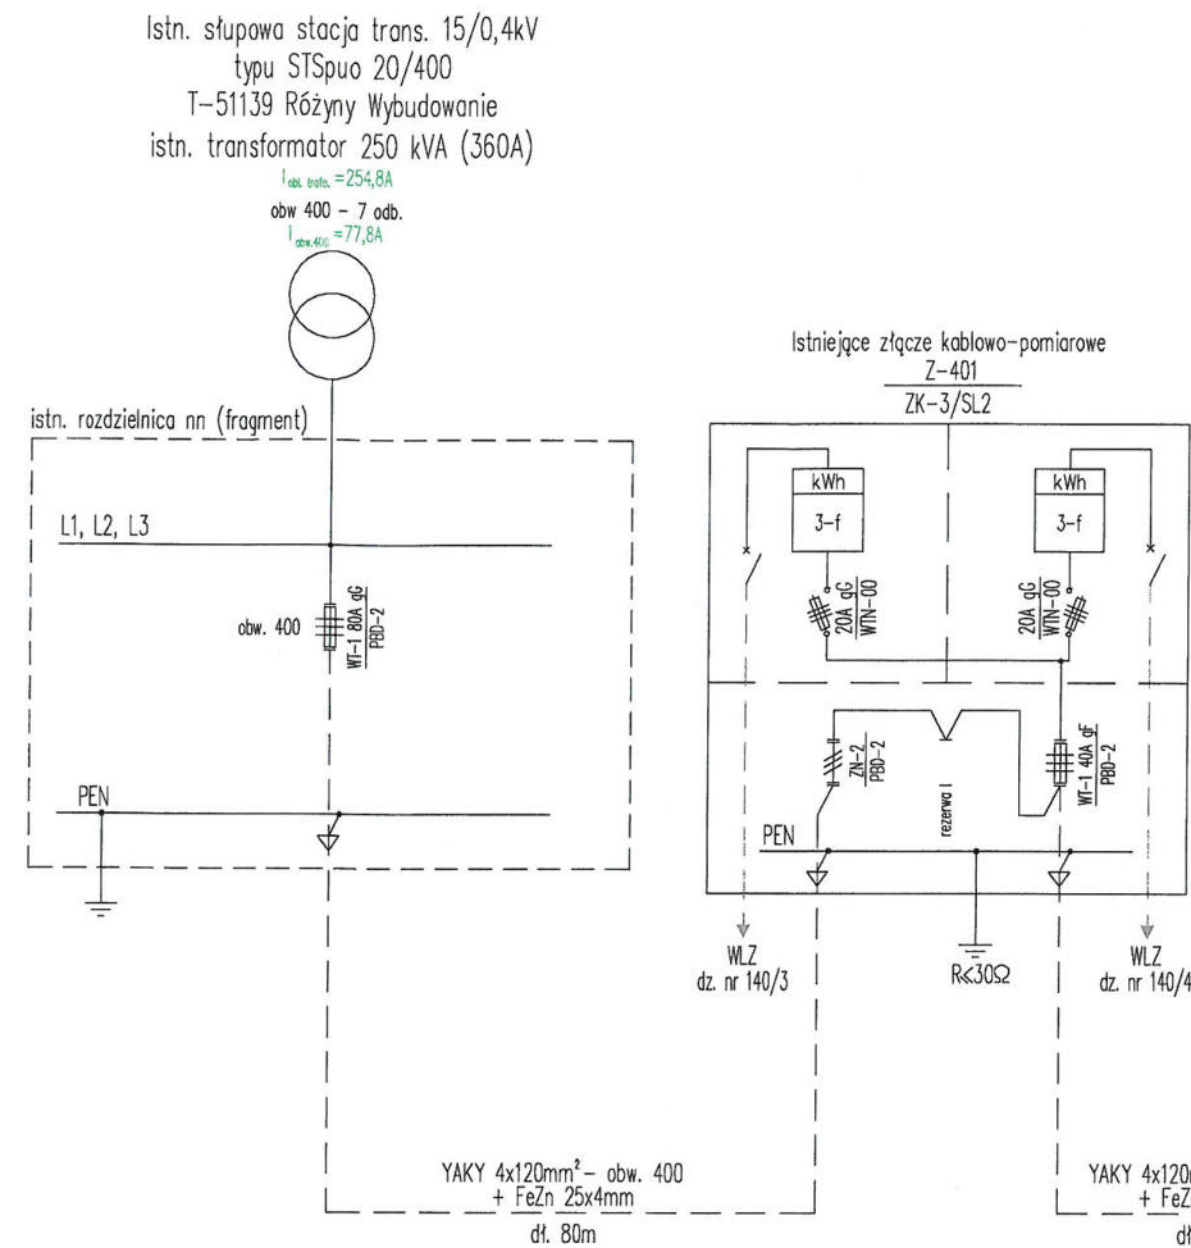 Istn. słupowa stacja trans. 15/0,4kV
typu STSpuo 20/400
T-51139 Różyny Wybudowanie
istn. transformator 250 kVA (360A)
I obl. trafo. =254,8A
obw 400 - 7 odb.
I obw.400 =77,8A
istn. rozdzielnica nn (fragment)
L1, L2, L3
obw. 400
WT-1 80A gG
PBD-2
PEN
Istniejące złącze kablowo-pomiarowe
Z-401
ZK-3/SL2
kWh
3-f
kWh
3-f
20A gG
WTN-00
20A gG
WTN-00
ZN-2
PBD-2
rezerwa I
WT-1 40A gF
PBD-2
PEN
WLZ
dz. nr 140/3
R≤30Ω
WLZ
dz. nr 140/4
YAKY 4x120mm²- obw. 400
+ FeZn 25x4mm
dł. 80m
YAKY 4x120
+ FeZ
dł